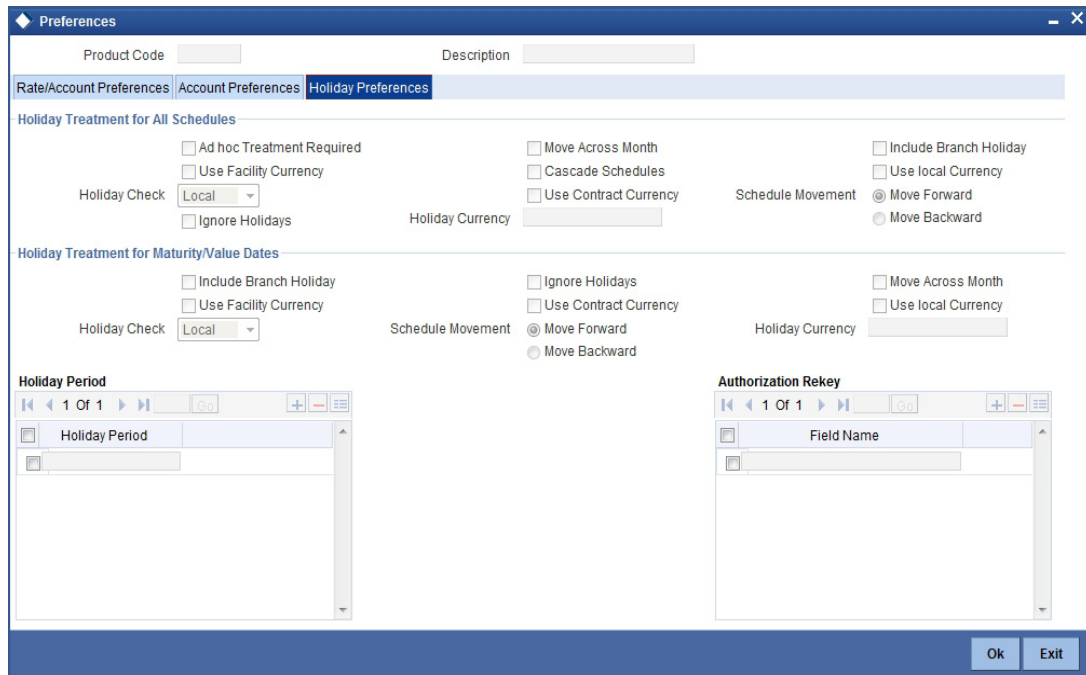 Preferences
Product Code Description
Rate/Account Preferences Account Preferences Holiday Preferences
Holiday Treatment for All Schedules
Ad hoc Treatment Required Move Across Month Include Branch Holiday
Use Facility Currency Cascade Schedules Use local Currency
Holiday Check Local Use Contract Currency Schedule Movement Move Forward
Ignore Holidays Holiday Currency Move Backward
Holiday Treatment for Maturity/Value Dates
Include Branch Holiday Ignore Holidays Move Across Month
Use Facility Currency Use Contract Currency Use local Currency
Holiday Check Local Schedule Movement Move Forward Holiday Currency
Move Backward
Holiday Period Authorization Rekey
1 Of 1 Go 1 Of 1 Go
Holiday Period Field Name
Ok Exit